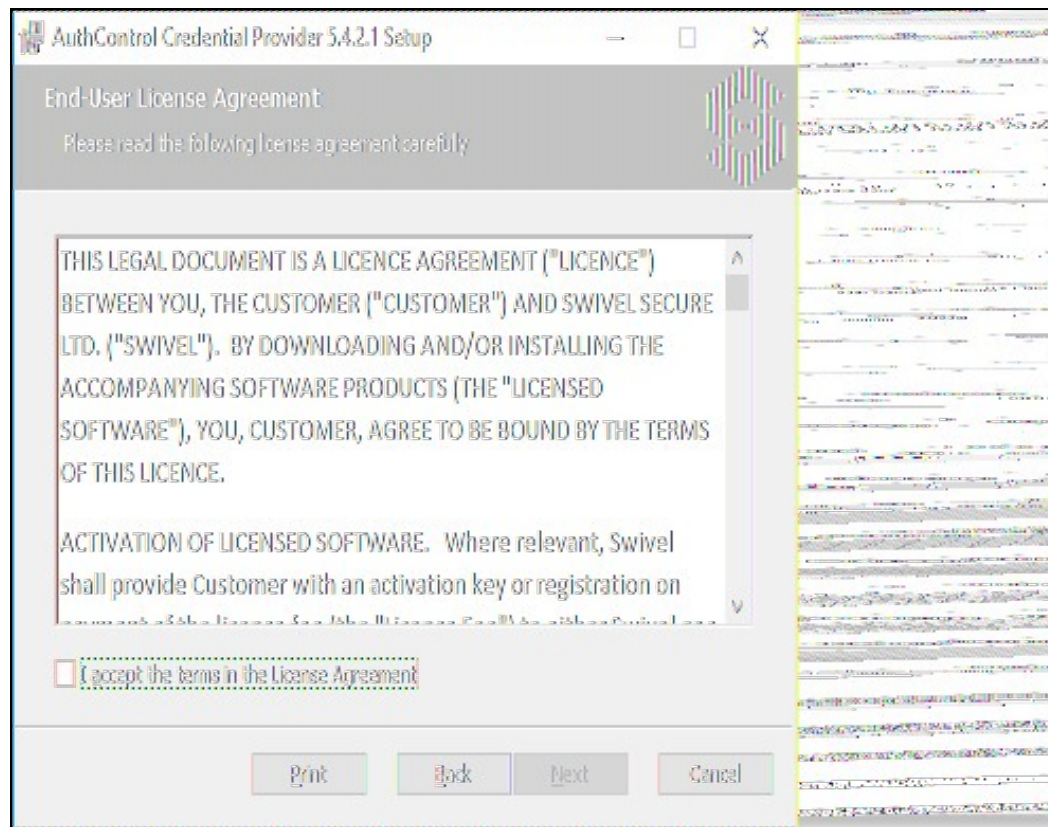 AuthControl Credential Provider 5.4.2.1 Setup
End-User License Agreement
Please read the following license agreement carefully
THIS LEGAL DOCUMENT IS A LICENCE AGREEMENT ("LICENCE")
BETWEEN YOU, THE CUSTOMER ("CUSTOMER") AND SWIVEL SECURE
LTD. ("SWIVEL").  BY DOWNLOADING AND/OR INSTALLING THE
ACCOMPANYING SOFTWARE PRODUCTS (THE "LICENSED
SOFTWARE"), YOU, CUSTOMER, AGREE TO BE BOUND BY THE TERMS
OF THIS LICENCE.
ACTIVATION OF LICENSED SOFTWARE.  Where relevant, Swivel
shall provide Customer with an activation key or registration on
I accept the terms in the License Agreement
Print Back Next Cancel